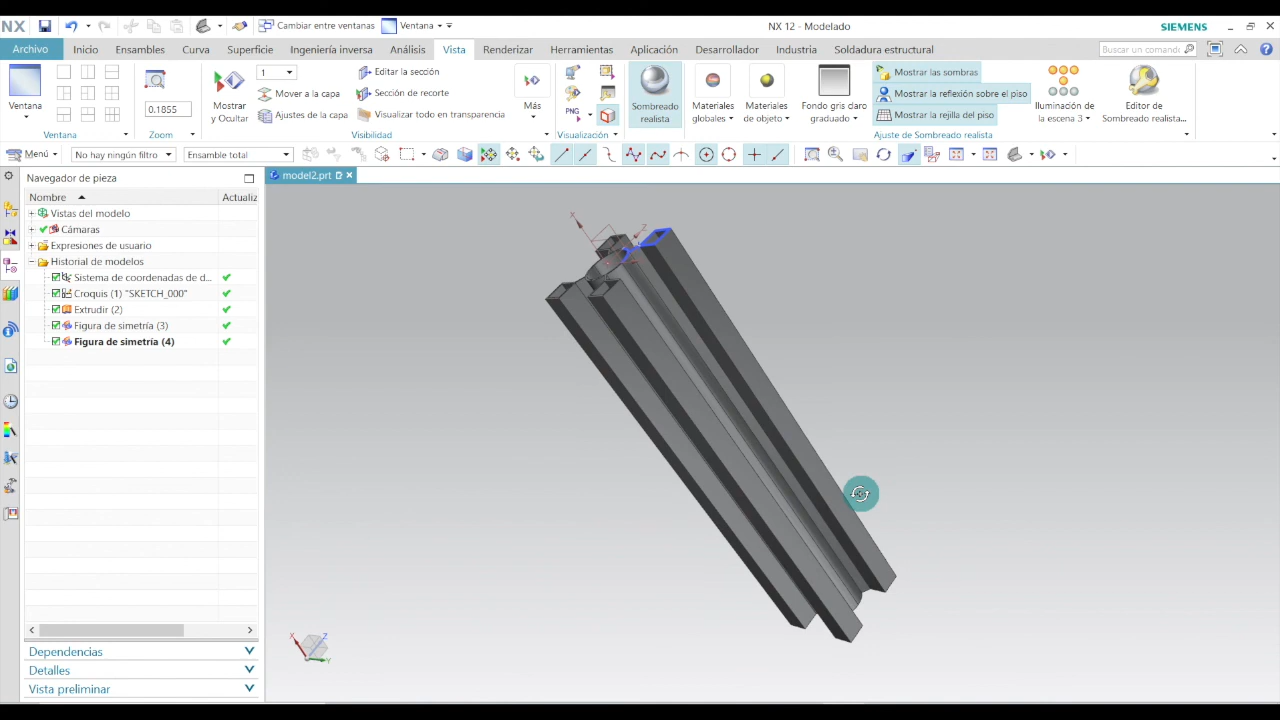 NX
Cambiar entre ventanas
Ventana
NX 12 - Modelado
SIEMENS
Archivo
Inicio
Ensambles
Curva
Superficie
Ingeniería inversa
Análisis
Vista
Rendérizar
Herramientas
Aplicación
Desarrollador
Industria
Soldadura estructural
Buscar un comando
Ventana
0.1855
Mostrar
y Ocultar
1
Mover a la capa
Ajustes de la capa
Editar la sección
Sección de recorte
Visualizar todo en transparencia
Más
PNG
Sombreado
realista
Materiales
globales
Materiales
de objeto
Fondo gris claro
graduado
Mostrar las sombras
Mostrar la reflexión sobre el piso
Mostrar la rejilla del piso
Iluminación de
la escena 3
Editor de
Sombreado realista...
Ventana
Zoom
Visibilidad
Visualización
Ajuste de Sombreado realista
Menú
No hay ningún filtro
Ensamble total
Navegador de pieza
model2.prt
Nombre
Actualiz
Vistas del modelo
Cámaras
Expresiones de usuario
Historial de modelos
Sistema de coordenadas de d...
Croquis (1) "SKETCH_000"
Extrudir (2)
Figura de simetría (3)
Figura de simetría (4)
X
Z
X
Z
Y
Dependencias
Detalles
Vista preliminar